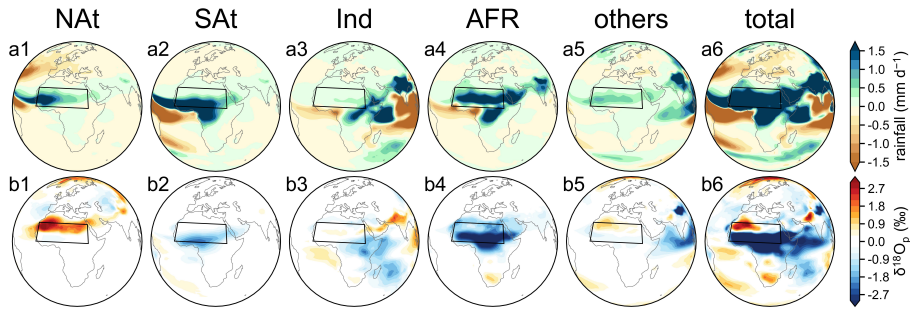 NAt SAt Ind AFR others total
a1 a2 a3 a4 a5 a6
1.5
1.0
0.5
0.0
-0.5
-1.0
-1.5
rainfall (mm d⁻¹)
b1 b2 b3 b4 b5 b6
2.7
1.8
0.9
0.0
-0.9
-1.8
-2.7
δ¹⁸Oₚ (‰)